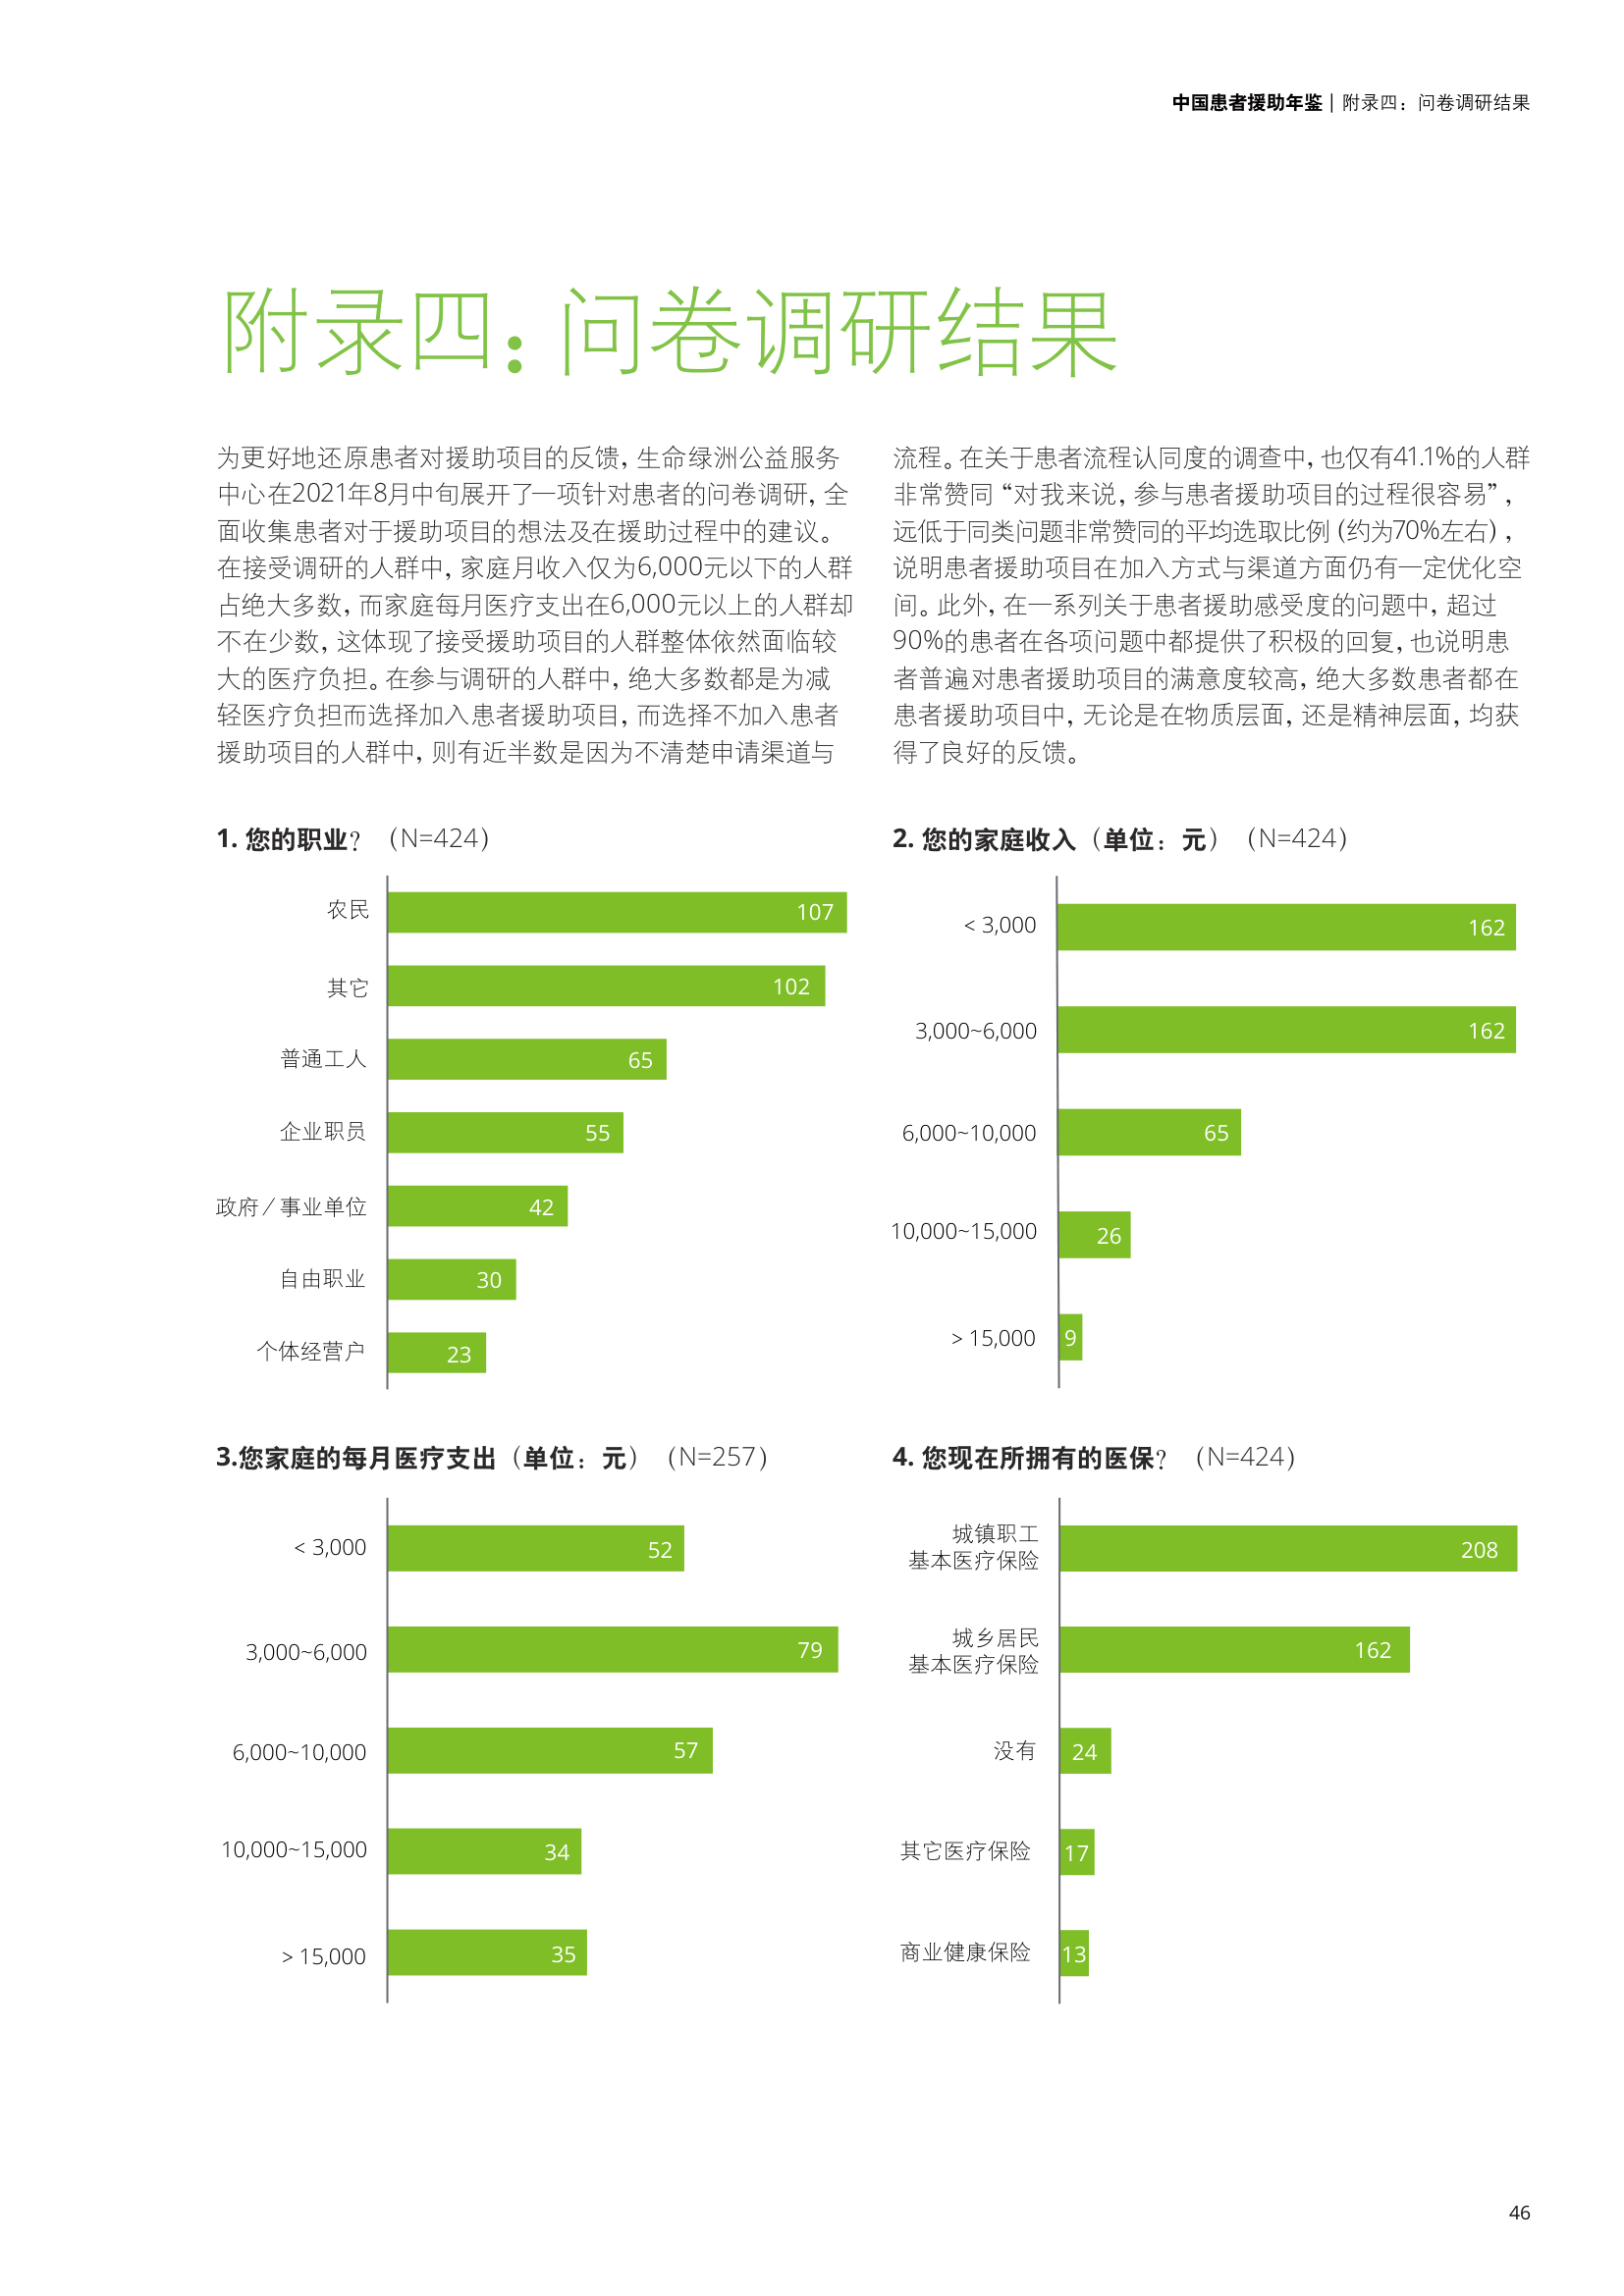 中国患者援助年鉴 | 附录四：问卷调研结果
附录四：问卷调研结果
为更好地还原患者对援助项目的反馈，生命绿洲公益服务
中心在2021年8月中旬展开了一项针对患者的问卷调研，全
面收集患者对于援助项目的想法及在援助过程中的建议。
在接受调研的人群中，家庭月收入仅为6,000元以下的人群
占绝大多数，而家庭每月医疗支出在6,000元以上的人群却
不在少数，这体现了接受援助项目的人群整体依然面临较
大的医疗负担。在参与调研的人群中，绝大多数都是为减
轻医疗负担而选择加入患者援助项目，而选择不加入患者
援助项目的人群中，则有近半数是因为不清楚申请渠道与
流程。在关于患者流程认同度的调查中，也仅有41.1%的人群
非常赞同“对我来说，参与患者援助项目的过程很容易”，
远低于同类问题非常赞同的平均选取比例（约为70%左右），
说明患者援助项目在加入方式与渠道方面仍有一定优化空
间。此外，在一系列关于患者援助感受度的问题中，超过
90%的患者在各项问题中都提供了积极的回复，也说明患
者普遍对患者援助项目的满意度较高，绝大多数患者都在
患者援助项目中，无论是在物质层面，还是精神层面，均获
得了良好的反馈。
1. 您的职业？（N=424）
农民 107
其它 102
普通工人 65
企业职员 55
政府／事业单位 42
自由职业 30
个体经营户 23
2. 您的家庭收入（单位：元）（N=424）
< 3,000 162
3,000~6,000 162
6,000~10,000 65
10,000~15,000 26
> 15,000 9
3.您家庭的每月医疗支出（单位：元）（N=257）
< 3,000 52
3,000~6,000 79
6,000~10,000 57
10,000~15,000 34
> 15,000 35
4. 您现在所拥有的医保？（N=424）
城镇职工
基本医疗保险 208
城乡居民
基本医疗保险 162
没有 24
其它医疗保险 17
商业健康保险 13
46